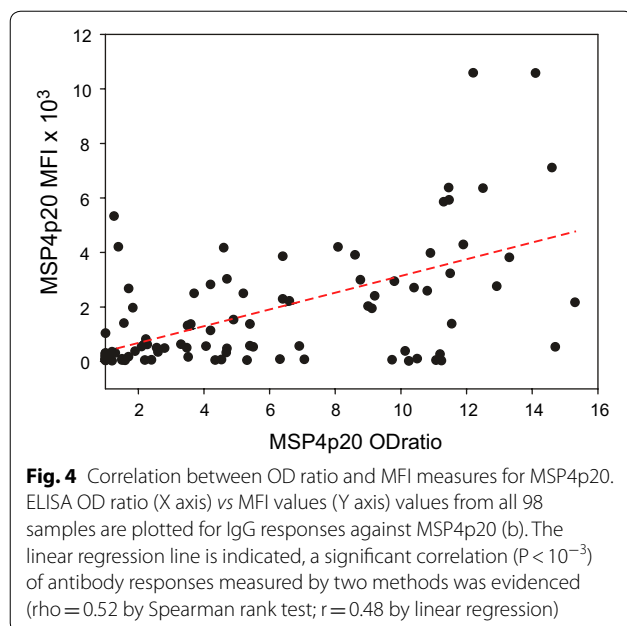 12
10
8
6
4
2
0
MSP4p20 MFI x 10³
2 4 6 8 10 12 14 16
MSP4p20 ODratio
Fig. 4 Correlation between OD ratio and MFI measures for MSP4p20.
ELISA OD ratio (X axis) vs MFI values (Y axis) values from all 98
samples are plotted for IgG responses against MSP4p20 (b). The
linear regression line is indicated, a significant correlation (P < 10⁻³)
of antibody responses measured by two methods was evidenced
(rho = 0.52 by Spearman rank test; r = 0.48 by linear regression)